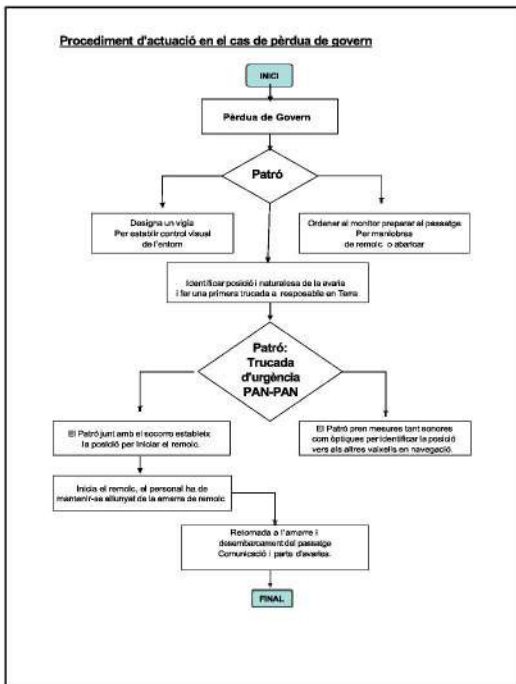 Procediment d'actuació en el cas de pèrdua de govern
INICI
Pèrdua de Govern
Patró
Designa un vigia
Per establir control visual
de l'entorn
Ordenar al monitor preparar al passatge
Per maniobras
de remolc o abarloar
Identificar posició i naturalesa de la avaria
i fer una primera trucada a resposable en Terra
Patró:
Trucada
d'urgència
PAN-PAN
El Patró junt amb el socorro estableix
la posició per iniciar el remolc.
El Patró pren mesures tant sonores
com òptiques per identificar la posició
vers als altres vaixells en navegació.
Inicia el remolc, el personal ha de
mantenir-se allunyat de la amarra de remolc
Retornada a l'amarre i
desembarcament del passatge
Comunicació i parte d'avaries.
FINAL